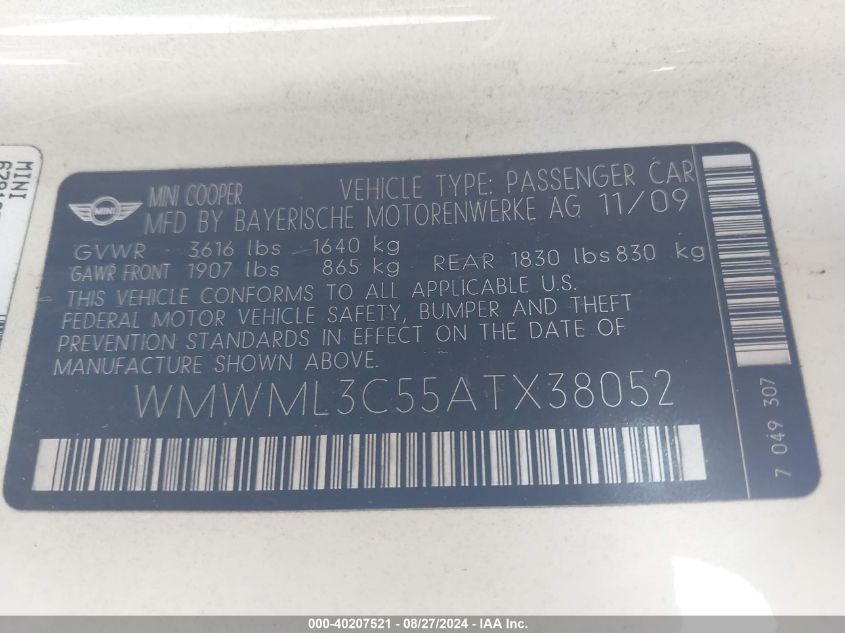 MINI
MINI
MINI COOPER VEHICLE TYPE: PASSENGER CAR
MFD BY BAYERISCHE MOTORENWERKE AG 11/09
GVWR 3616 lbs 1640 kg
GAWR FRONT 1907 lbs 865 kg REAR 1830 lbs 830 kg
THIS VEHICLE CONFORMS TO ALL APPLICABLE U.S.
FEDERAL MOTOR VEHICLE SAFETY, BUMPER AND THEFT
PREVENTION STANDARDS IN EFFECT ON THE DATE OF
MANUFACTURE SHOWN ABOVE.
WMWML3C55ATX38052
7 049 307
000-40207521 - 08/27/2024 - IAA Inc.